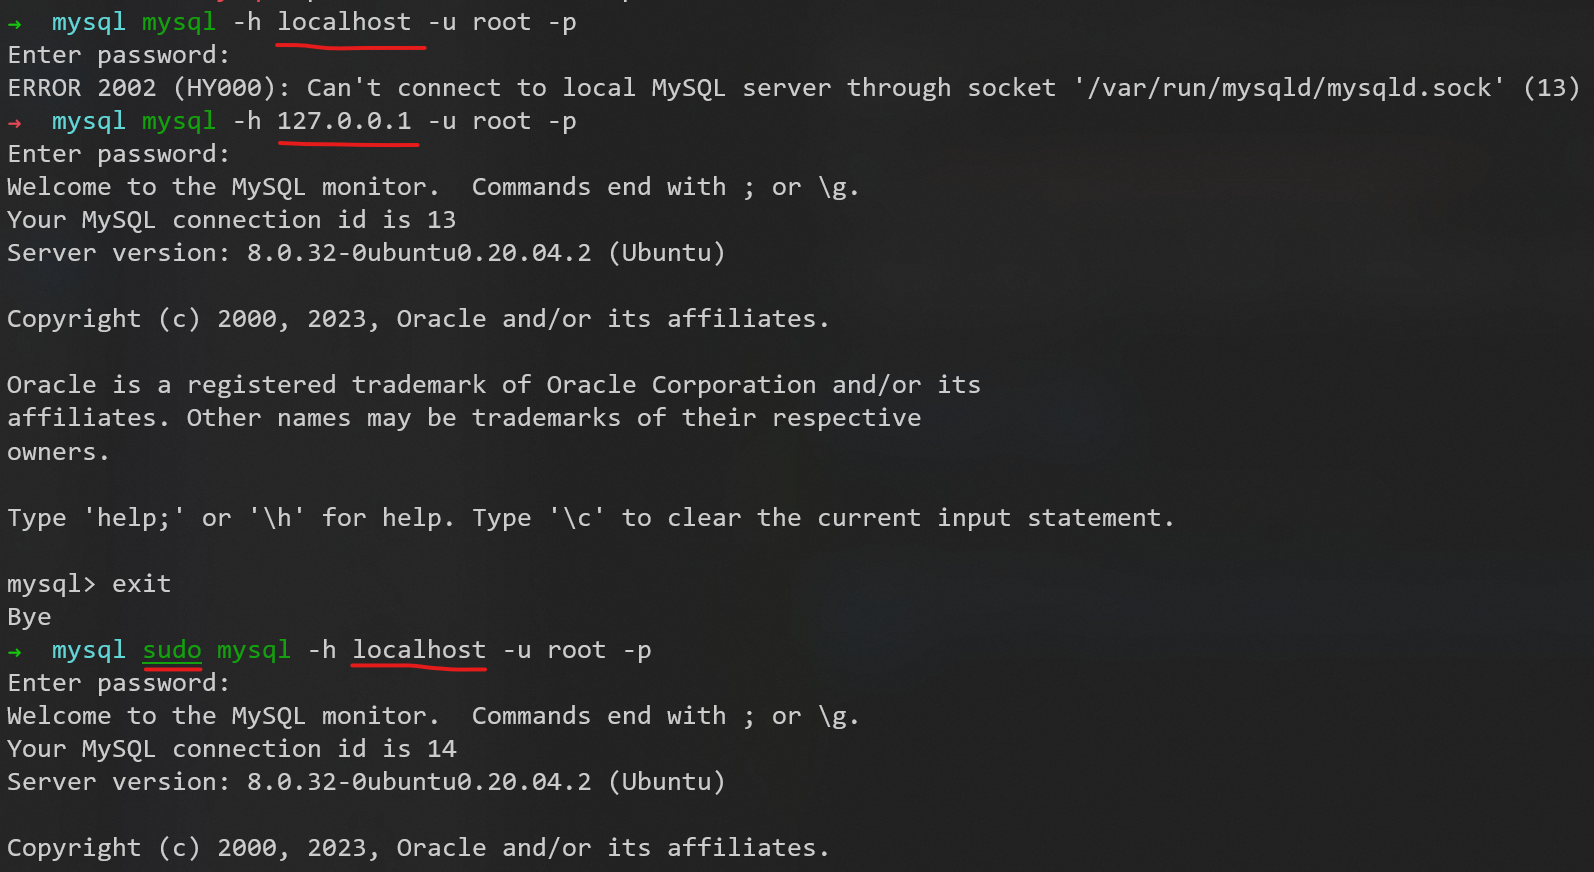 → mysql mysql -h localhost -u root -p
Enter password:
ERROR 2002 (HY000): Can't connect to local MySQL server through socket '/var/run/mysqld/mysqld.sock' (13)
→ mysql mysql -h 127.0.0.1 -u root -p
Enter password:
Welcome to the MySQL monitor.  Commands end with ; or \g.
Your MySQL connection id is 13
Server version: 8.0.32-0ubuntu0.20.04.2 (Ubuntu)
Copyright (c) 2000, 2023, Oracle and/or its affiliates.
Oracle is a registered trademark of Oracle Corporation and/or its
affiliates. Other names may be trademarks of their respective
owners.
Type 'help;' or '\h' for help. Type '\c' to clear the current input statement.
mysql> exit
Bye
→ mysql sudo mysql -h localhost -u root -p
Enter password:
Welcome to the MySQL monitor.  Commands end with ; or \g.
Your MySQL connection id is 14
Server version: 8.0.32-0ubuntu0.20.04.2 (Ubuntu)
Copyright (c) 2000, 2023, Oracle and/or its affiliates.